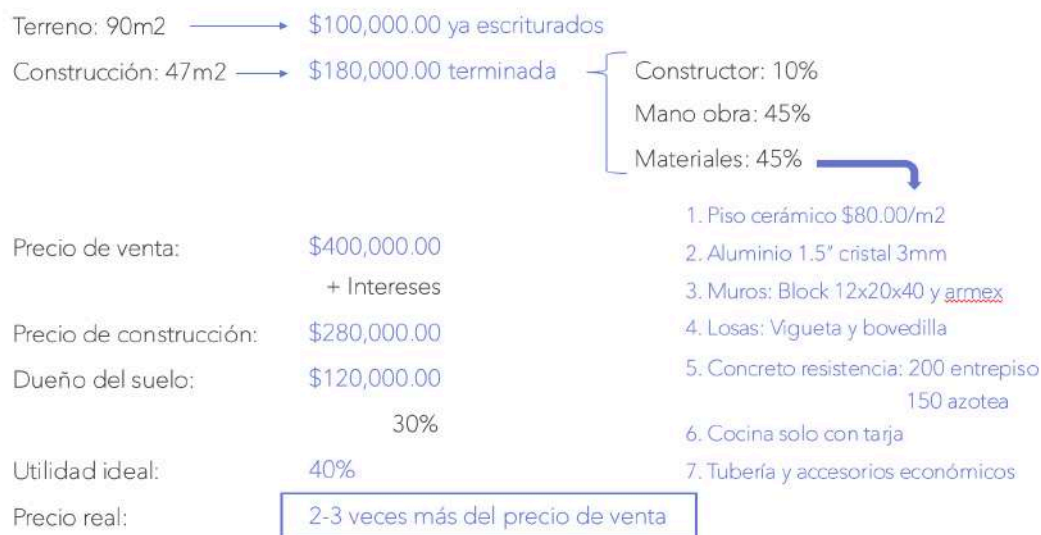 Terreno: 90m2 $100,000.00 ya escriturados
Construcción: 47m2 $180,000.00 terminada
Constructor: 10%
Mano obra: 45%
Materiales: 45%
1. Piso cerámico $80.00/m2
2. Aluminio 1.5” cristal 3mm
3. Muros: Block 12x20x40 y armex
4. Losas: Vigueta y bovedilla
5. Concreto resistencia: 200 entrepiso
150 azotea
6. Cocina solo con tarja
7. Tubería y accesorios económicos
Precio de venta: $400,000.00
+ Intereses
Precio de construcción: $280,000.00
Dueño del suelo: $120,000.00
30%
Utilidad ideal: 40%
Precio real: 2-3 veces más del precio de venta